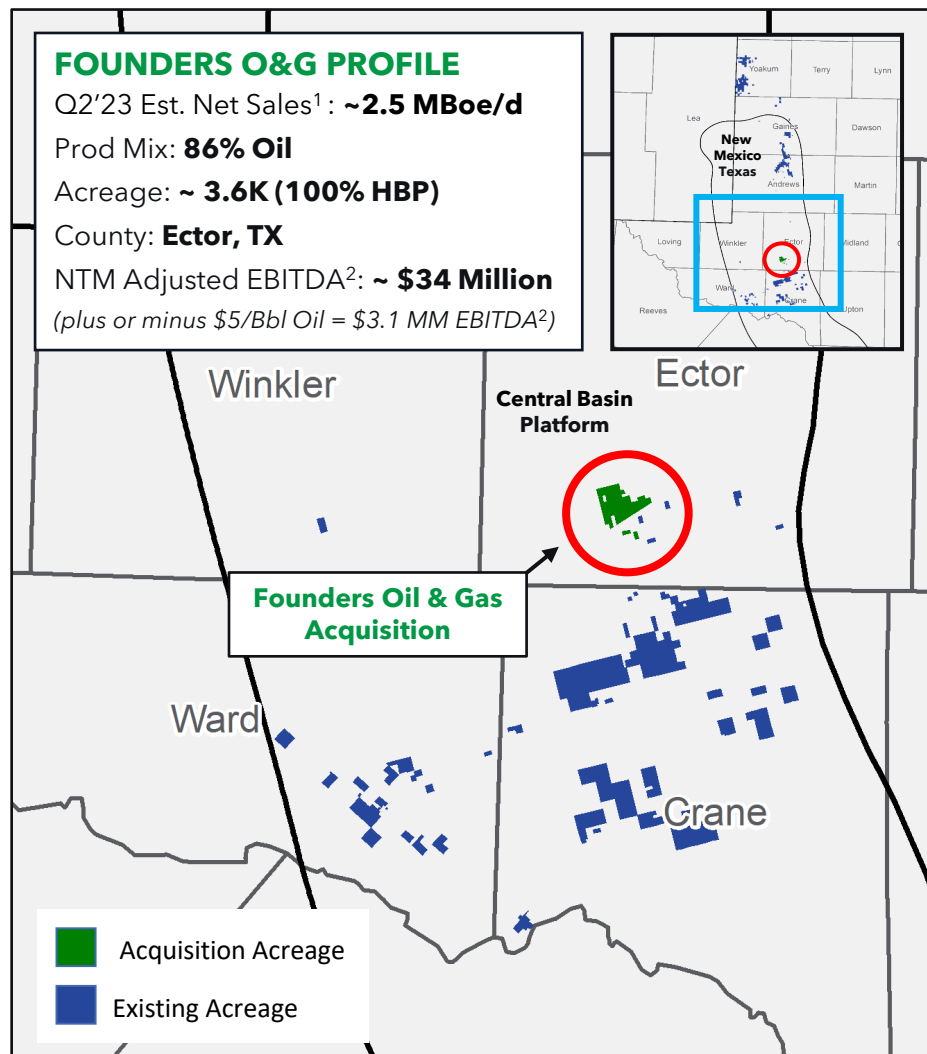 FOUNDERS O&G PROFILE
Q2'23 Est. Net Sales¹ : ~2.5 MBoe/d
Prod Mix: 86% Oil
Acreage: ~ 3.6K (100% HBP)
County: Ector, TX
NTM Adjusted EBITDA²: ~ $34 Million
(plus or minus $5/Bbl Oil = $3.1 MM EBITDA²)
Yoakum
Terry
Lynn
Lea
Gaines
Dawson
New
Mexico
Texas
Andrews
Martin
Loving
Winkler
Ector
Midland
Ward
Crane
Upton
Reeves
Winkler
Ector
Central Basin
Platform
Founders Oil & Gas
Acquisition
Ward
Crane
Acquisition Acreage
Existing Acreage